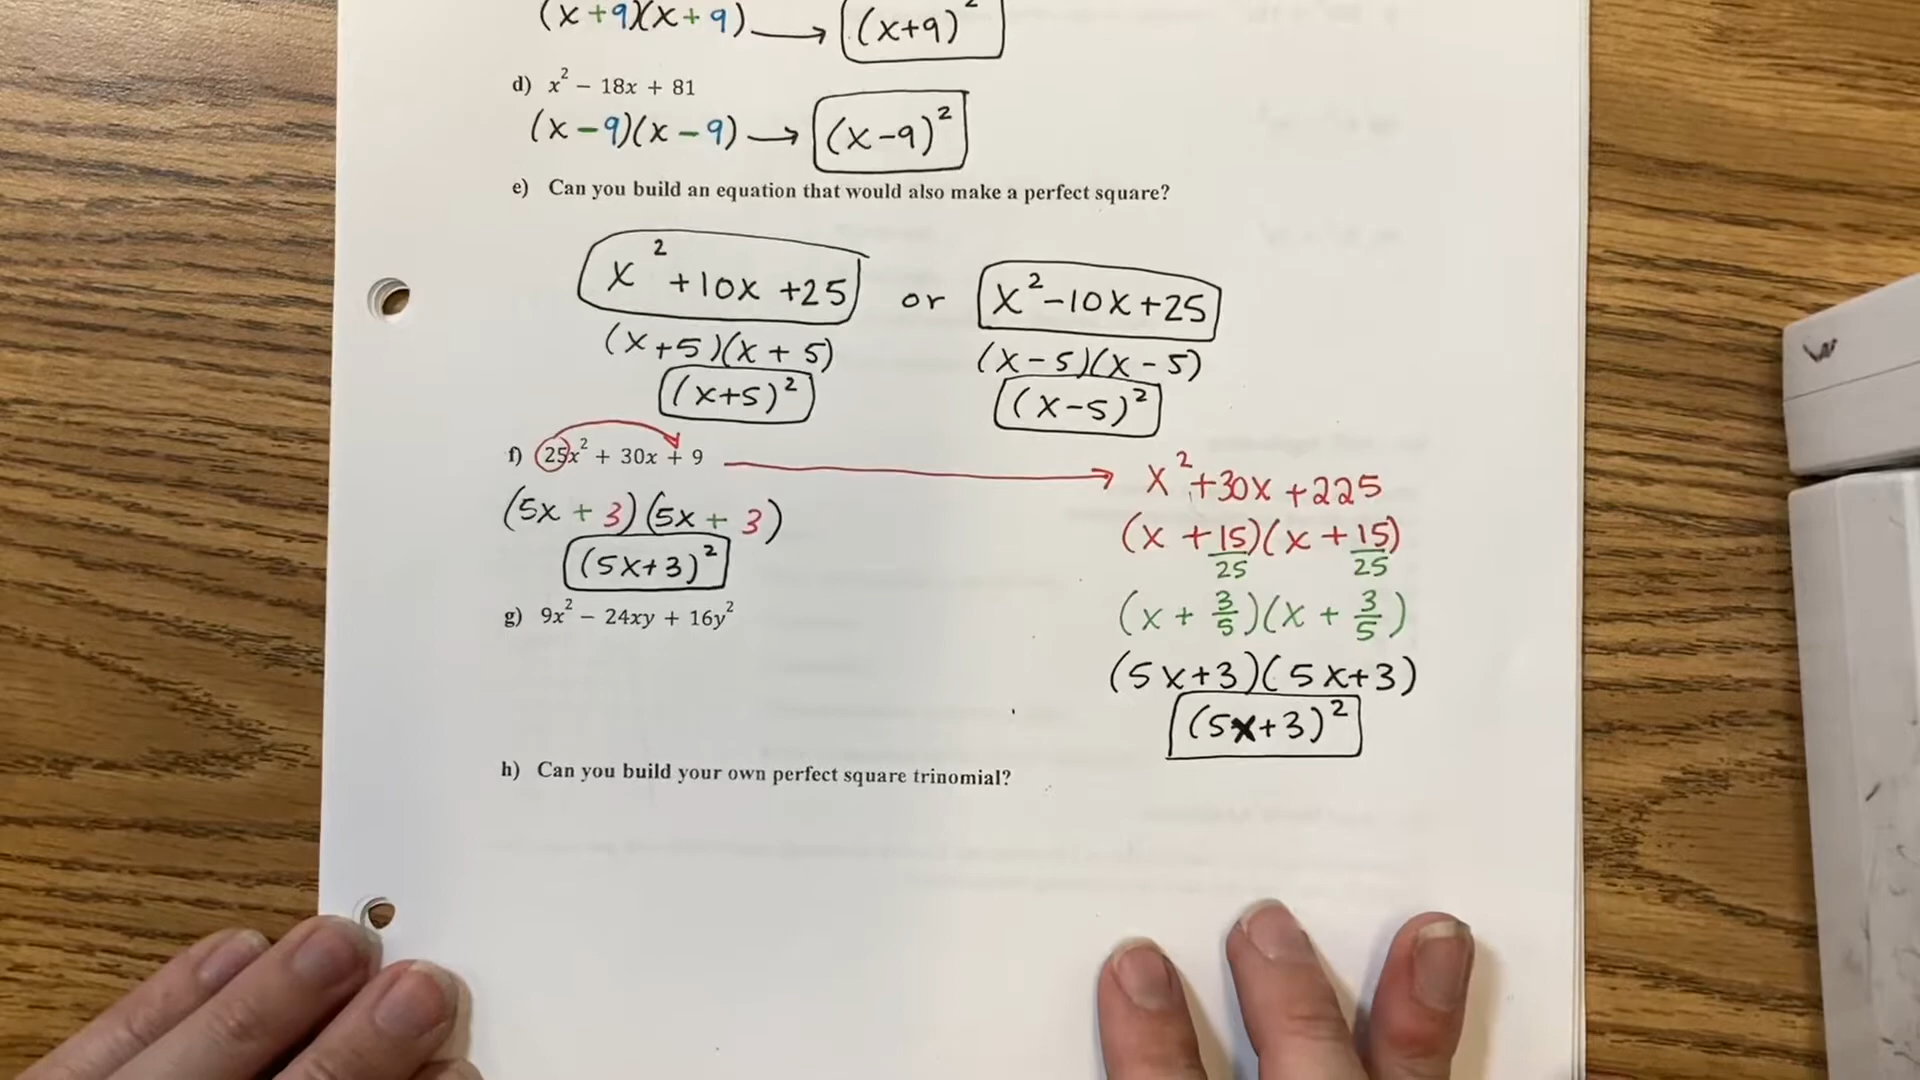 (x+9)(x+9) → (x+9)²
d) x² − 18x + 81
(x−9)(x−9) → (x−9)²
e) Can you build an equation that would also make a perfect square?
x² +10x +25 or x²−10x+25
(x+5)(x+5) (x−5)(x−5)
(x+5)² (x−5)²
f) 25x² + 30x + 9 → x²+30x+225
(5x + 3)(5x + 3) (x + 15/25)(x + 15/25)
(5x+3)² (x + 3/5)(x + 3/5)
g) 9x² − 24xy + 16y² (5x+3)(5x+3)
(5x+3)²
h) Can you build your own perfect square trinomial?